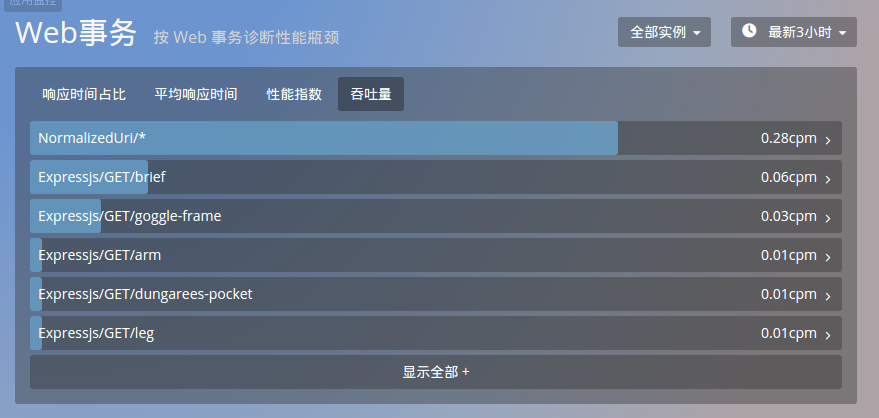 应用监控
Web事务 按 Web 事务诊断性能瓶颈 全部实例 最新3小时
响应时间占比 平均响应时间 性能指数 吞吐量
NormalizedUri/* 0.28cpm
Expressjs/GET/brief 0.06cpm
Expressjs/GET/goggle-frame 0.03cpm
Expressjs/GET/arm 0.01cpm
Expressjs/GET/dungarees-pocket 0.01cpm
Expressjs/GET/leg 0.01cpm
显示全部 +